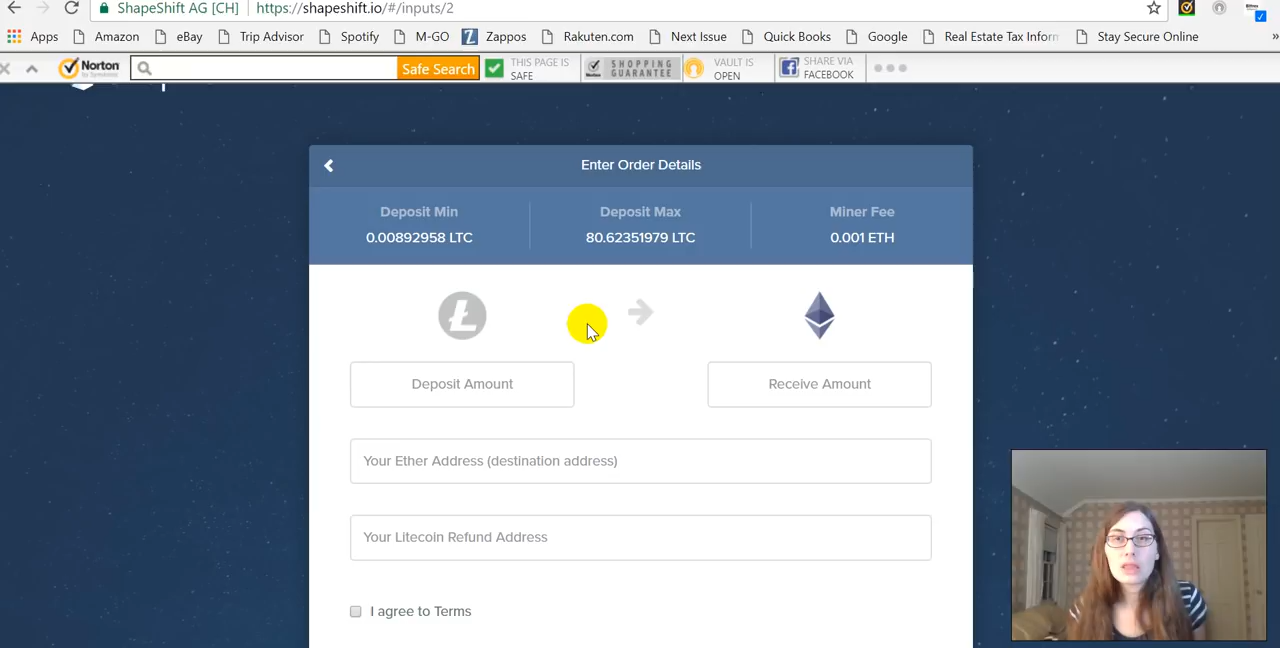 ShapeShift AG [CH] https://shapeshift.io/#/inputs/2
Apps Amazon eBay Trip Advisor Spotify M-GO Zappos Rakuten.com Next Issue Quick Books Google Real Estate Tax Inform Stay Secure Online »
Norton Safe Search THIS PAGE IS SAFE SHOPPING GUARANTEE VAULT IS OPEN SHARE VIA FACEBOOK
Enter Order Details
Deposit Min Deposit Max Miner Fee
0.00892958 LTC 80.62351979 LTC 0.001 ETH
Deposit Amount Receive Amount
Your Ether Address (destination address)
Your Litecoin Refund Address
I agree to Terms